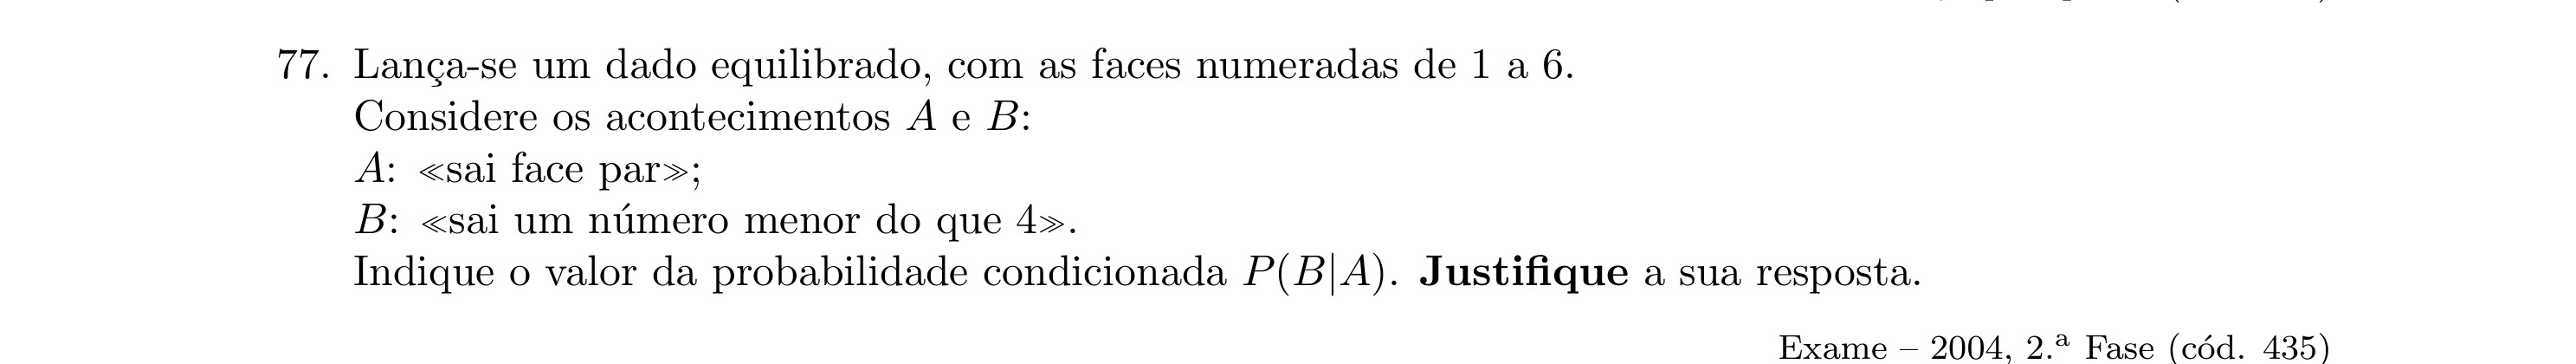 77. Lança-se um dado equilibrado, com as faces numeradas de 1 a 6.
Considere os acontecimentos A e B:
A: «sai face par»;
B: «sai um número menor do que 4».
Indique o valor da probabilidade condicionada P(B|A). Justifique a sua resposta.
Exame – 2004, 2.ª Fase (cód. 435)